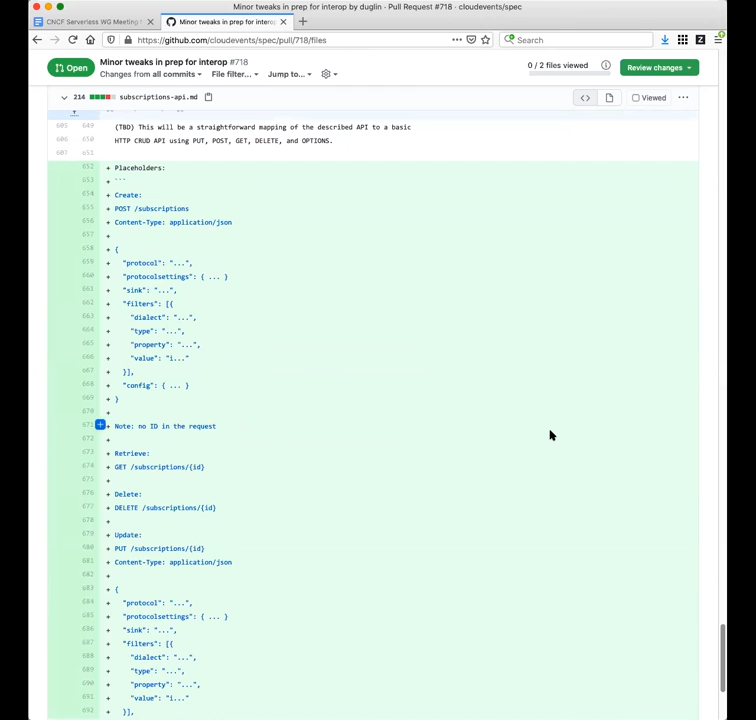 CNCF Serverless WG Meeting
Minor tweaks in prep for interop by duglin · Pull Request #718 · cloudevents/spec
Minor tweaks in prep for intero
https://github.com/cloudevents/spec/pull/718/files
Search
Open
Minor tweaks in prep for interop #718
Changes from all commits
File filter...
Jump to...
0 / 2 files viewed
Review changes
214
subscriptions-api.md
Viewed
605 649 (TBD) This will be a straightforward mapping of the described API to a basic
606 650 HTTP CRUD API using PUT, POST, GET, DELETE, and OPTIONS.
607 651
652 + Placeholders:
653 + ```
654 + Create:
655 + POST /subscriptions
656 + Content-Type: application/json
657 +
658 + {
659 + "protocol": "...",
660 + "protocolsettings": { ... }
661 + "sink": "...",
662 + "filters": [{
663 + "dialect": "...",
664 + "type": "...",
665 + "property": "...",
666 + "value": "i..."
667 + }],
668 + "config": { ... }
669 + }
670 +
671 + Note: no ID in the request
672 +
673 + Retrieve:
674 + GET /subscriptions/{id}
675 +
676 + Delete:
677 + DELETE /subscriptions/{id}
678 +
679 + Update:
680 + PUT /subscriptions/{id}
681 + Content-Type: application/json
682 +
683 + {
684 + "protocol": "...",
685 + "protocolsettings": { ... }
686 + "sink": "...",
687 + "filters": [{
688 + "dialect": "...",
689 + "type": "...",
690 + "property": "...",
691 + "value": "i..."
692 + }],